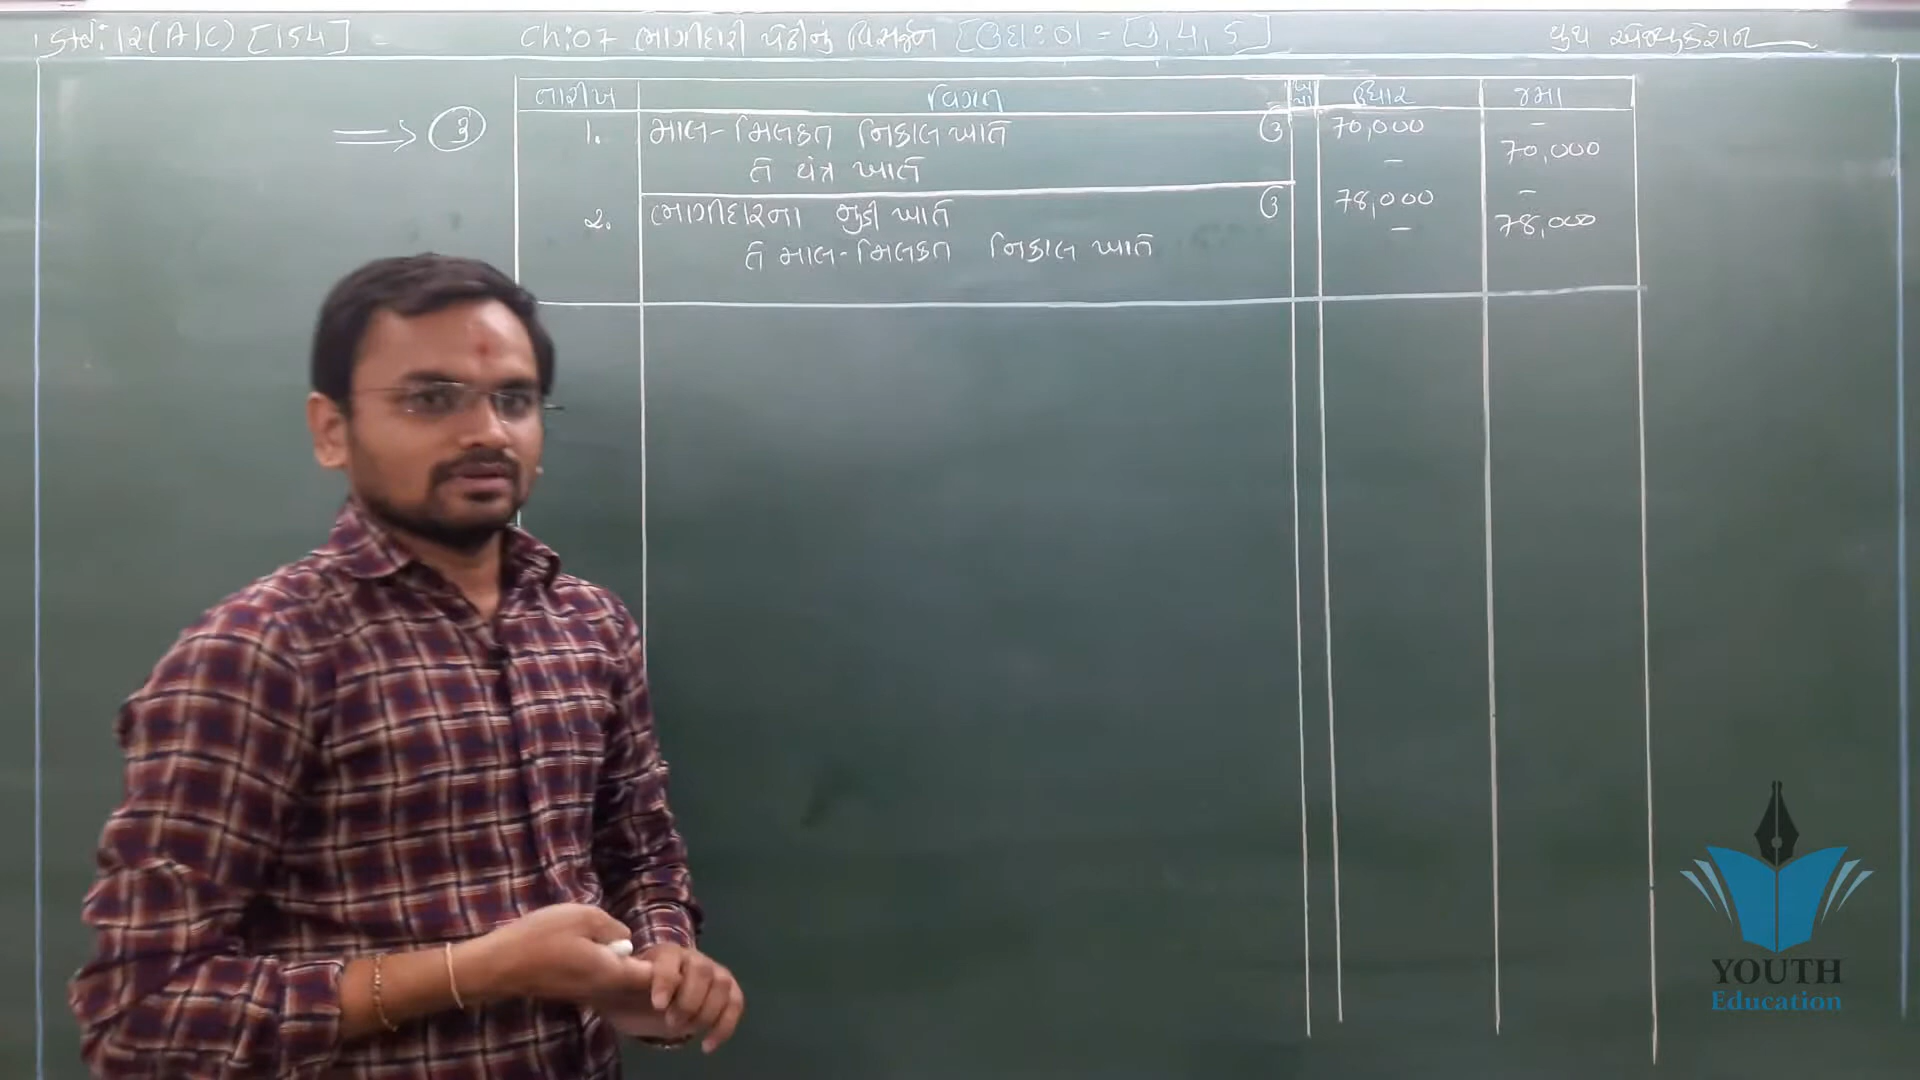 ધો: 12 (A/C) [154] - Ch:07 ભાગીદારી પેઢીનું વિસર્જન [ઉદા:01 - [3, 4, 5] યુથ એજ્યુકેશન
તારીખ વિગત ઉધાર જમા
⇒ ③ 1. માલ-મિલકત નિકાલ ખાતે ઉ 70,000 -
તે યંત્ર ખાતે - 70,000
2. ભાગીદારના મૂડી ખાતે ઉ 78,000 -
તે માલ-મિલકત નિકાલ ખાતે - 78,000
YOUTH
Education